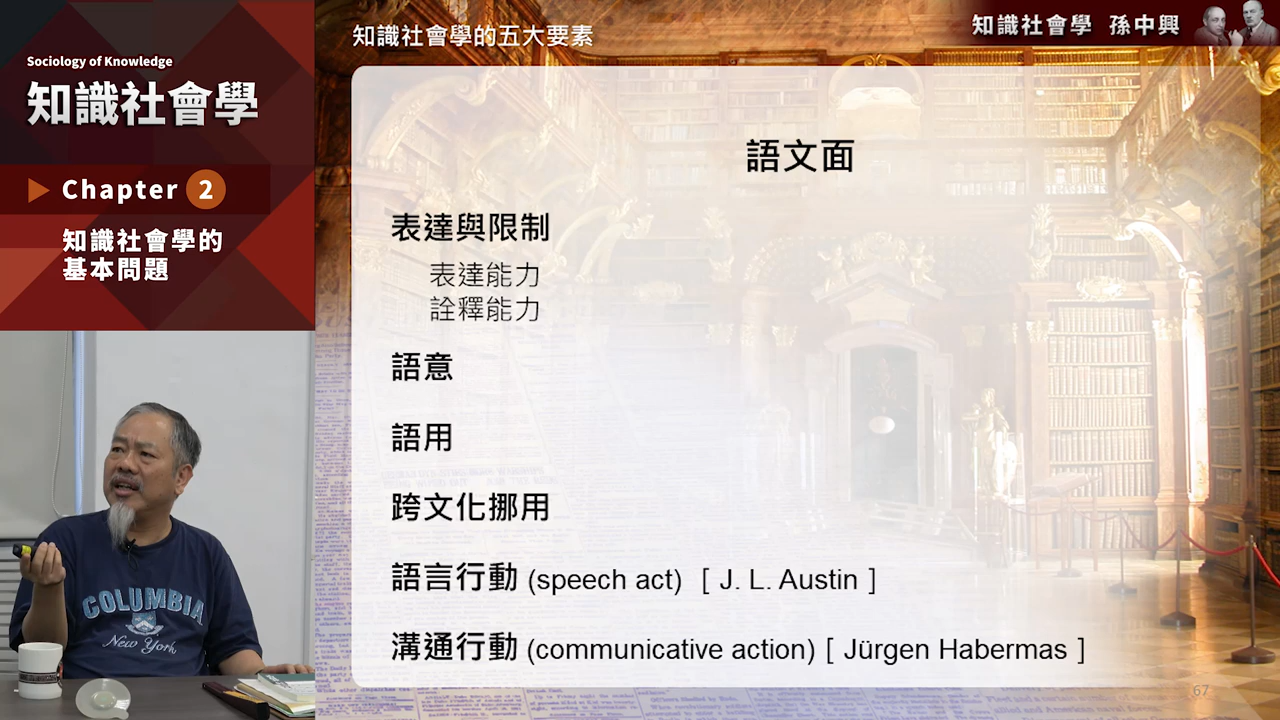 Sociology of Knowledge
知識社會學
Chapter 2
知識社會學的
基本問題
知識社會學的五大要素
知識社會學 孫中興
語文面
表達與限制
表達能力
詮釋能力
語意
語用
跨文化挪用
語言行動 (speech act) [ J. L. Austin ]
溝通行動 (communicative action) [ Jürgen Habermas ]
67
COLUMBIA
New York.